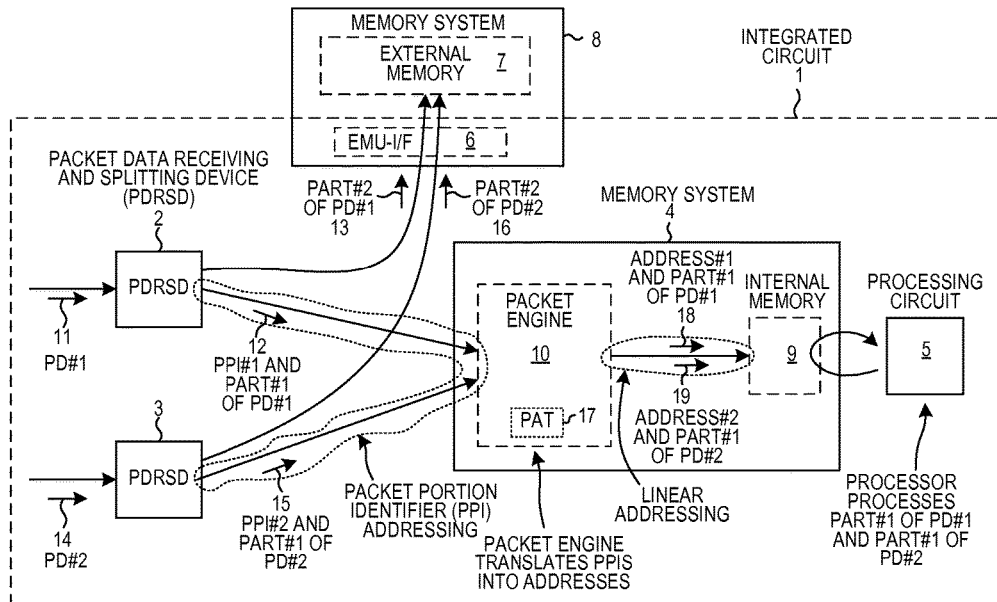 MEMORY SYSTEM
8
EXTERNAL
MEMORY
7
INTEGRATED
CIRCUIT
1
EMU-I/F
6
PACKET DATA RECEIVING
AND SPLITTING DEVICE
(PDRSD)
2
PART#2
OF PD#1
13
PART#2
OF PD#2
16
MEMORY SYSTEM
4
PDRSD
11
PD#1
12
PPI#1 AND
PART#1
OF PD#1
PACKET
ENGINE
10
PAT
17
ADDRESS#1
AND PART#1
OF PD#1
18
19
ADDRESS#2
AND PART#1
OF PD#2
INTERNAL
MEMORY
9
PROCESSING
CIRCUIT
5
3
PDRSD
14
PD#2
15
PPI#2 AND
PART#1 OF
PD#2
PACKET PORTION
IDENTIFIER (PPI)
ADDRESSING
PACKET ENGINE
TRANSLATES PPIS
INTO ADDRESSES
LINEAR
ADDRESSING
PROCESSOR
PROCESSES
PART#1 OF PD#1
AND PART#1 OF
PD#2